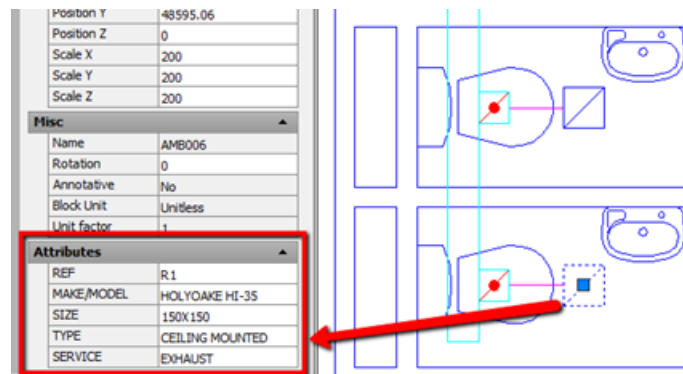 Position Y 48595.06
Position Z 0
Scale X 200
Scale Y 200
Scale Z 200
Misc
Name AMB006
Rotation 0
Annotative No
Block Unit Unitless
Unit factor 1
Attributes
REF R1
MAKE/MODEL HOLYOAKE HI-35
SIZE 150X150
TYPE CEILING MOUNTED
SERVICE EXHAUST